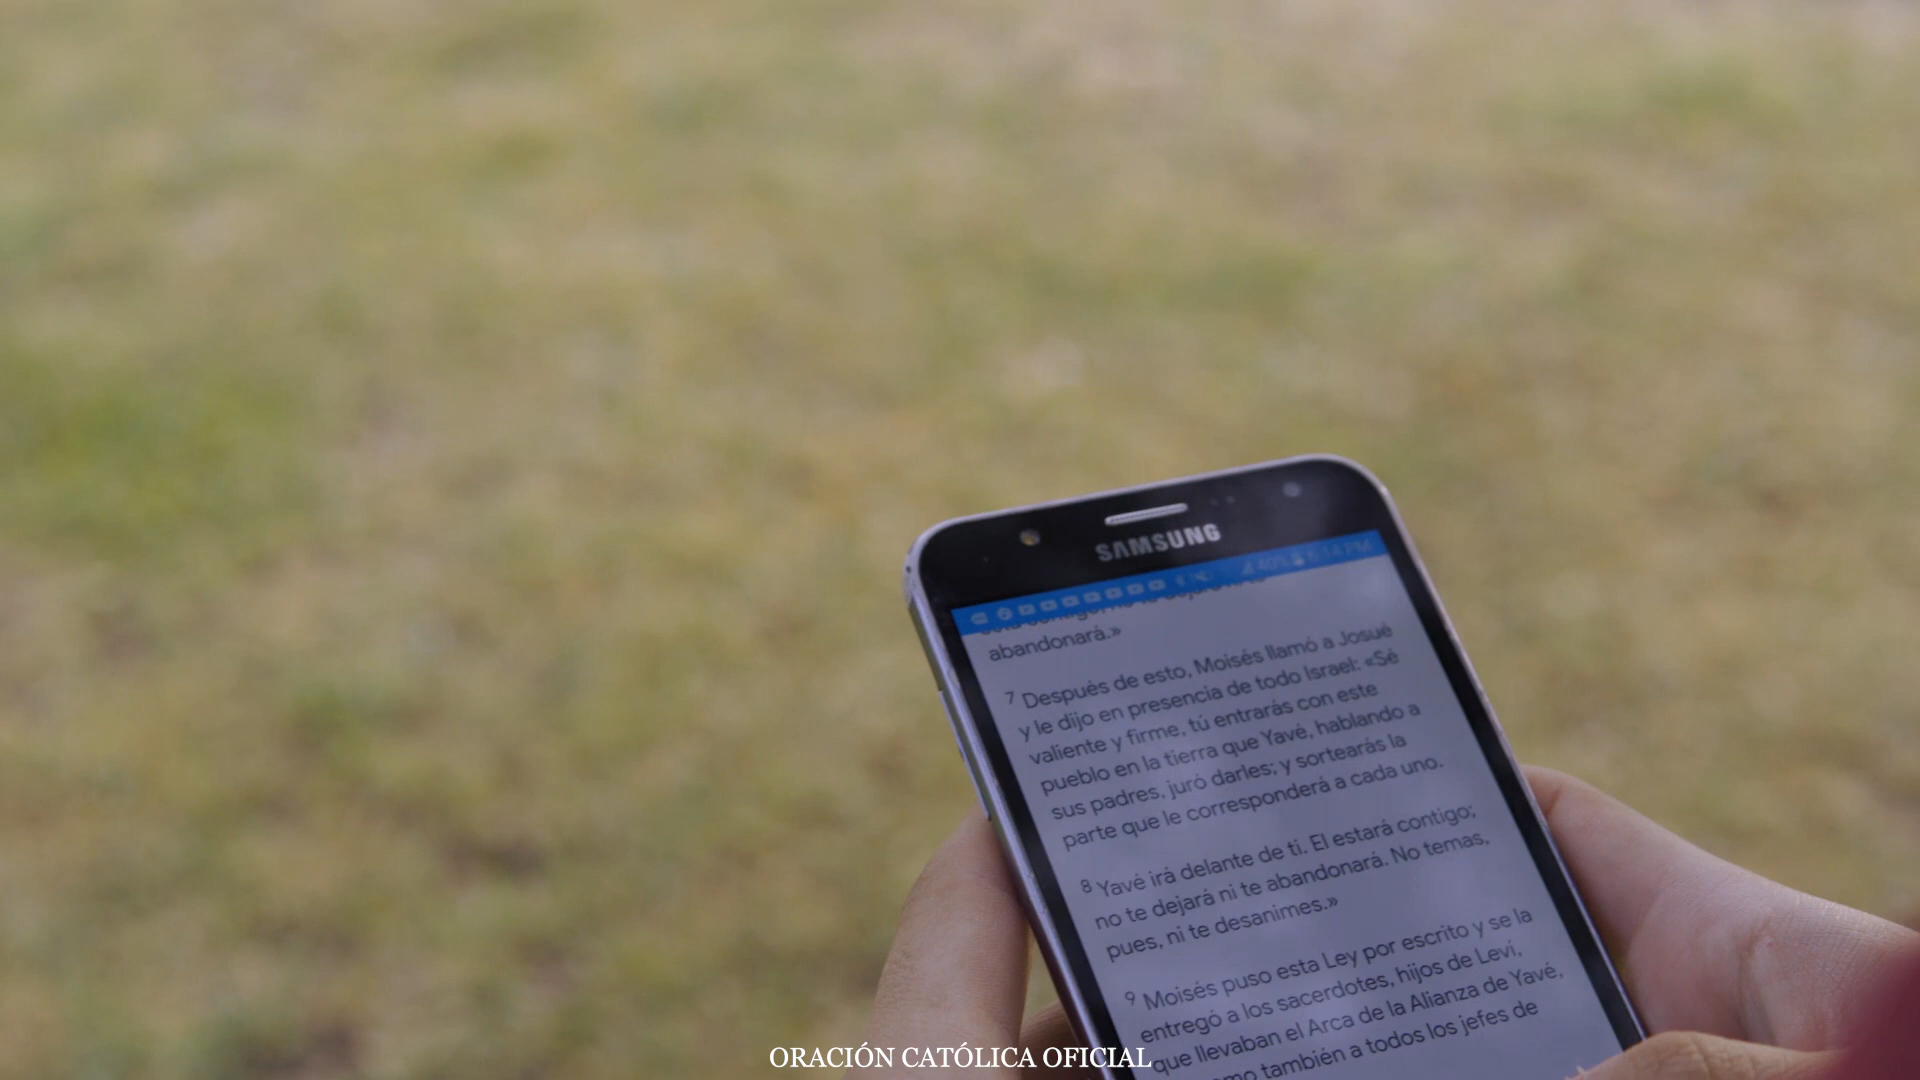 SAMSUNG
40% 5:14 PM
abandonará.»
7 Después de esto, Moisés llamó a Josué
y le dijo en presencia de todo Israel: «Sé
valiente y firme, tú entrarás con este
pueblo en la tierra que Yavé, hablando a
sus padres, juró darles; y sortearás la
parte que le corresponderá a cada uno.
8 Yavé irá delante de ti. El estará contigo;
no te dejará ni te abandonará. No temas,
pues, ni te desanimes.»
9 Moisés puso esta Ley por escrito y se la
entregó a los sacerdotes, hijos de Leví,
que llevaban el Arca de la Alianza de Yavé,
también a todos los jefes de
ORACIÓN CATÓLICA OFICIAL